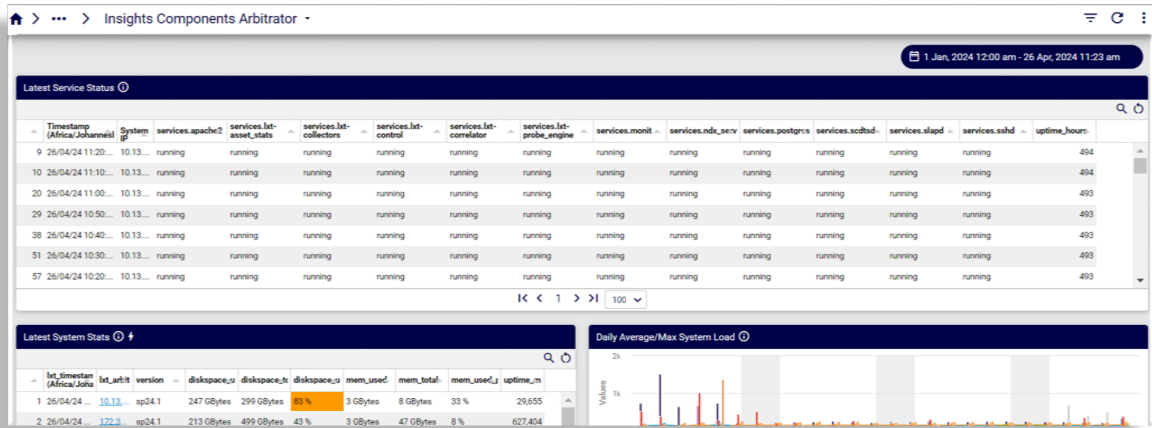 Insights Components Arbitrator
1 Jan, 2024 12:00 am - 26 Apr, 2024 11:23 am
Latest Service Status
Timestamp (Africa/Johannesl System IP services.apache2 services.lxt-asset_stats services.lxt-collectors services.lxt-control services.lxt-correlator services.lxt-probe_engine services.monit services.ndx_serv services.postgres services.scdtsd services.slapd services.sshd uptime_hours
9 26/04/24 11:20:... 10.13.... running running running running running running running running running running running running 494
10 26/04/24 11:10:... 10.13.... running running running running running running running running running running running running 494
20 26/04/24 11:00:... 10.13.... running running running running running running running running running running running running 493
29 26/04/24 10:50:... 10.13.... running running running running running running running running running running running running 493
38 26/04/24 10:40:... 10.13.... running running running running running running running running running running running running 493
51 26/04/24 10:30:... 10.13.... running running running running running running running running running running running running 493
57 26/04/24 10:20:... 10.13.... running running running running running running running running running running running running 493
1 100
Latest System Stats
Daily Average/Max System Load
lxt_timestan (Africa/Joha lxt_arbit version diskspace_u diskspace_to diskspace_u mem_used mem_total mem_used_p uptime_m
1 26/04/24 ... 10.13.... sp24.1 247 GBytes 299 GBytes 83 % 3 GBytes 8 GBytes 33 % 29,655
2 26/04/24 ... 172.3... sp24.1 213 GBytes 499 GBytes 43 % 3 GBytes 47 GBytes 8 % 627,404
2k
Values
1k